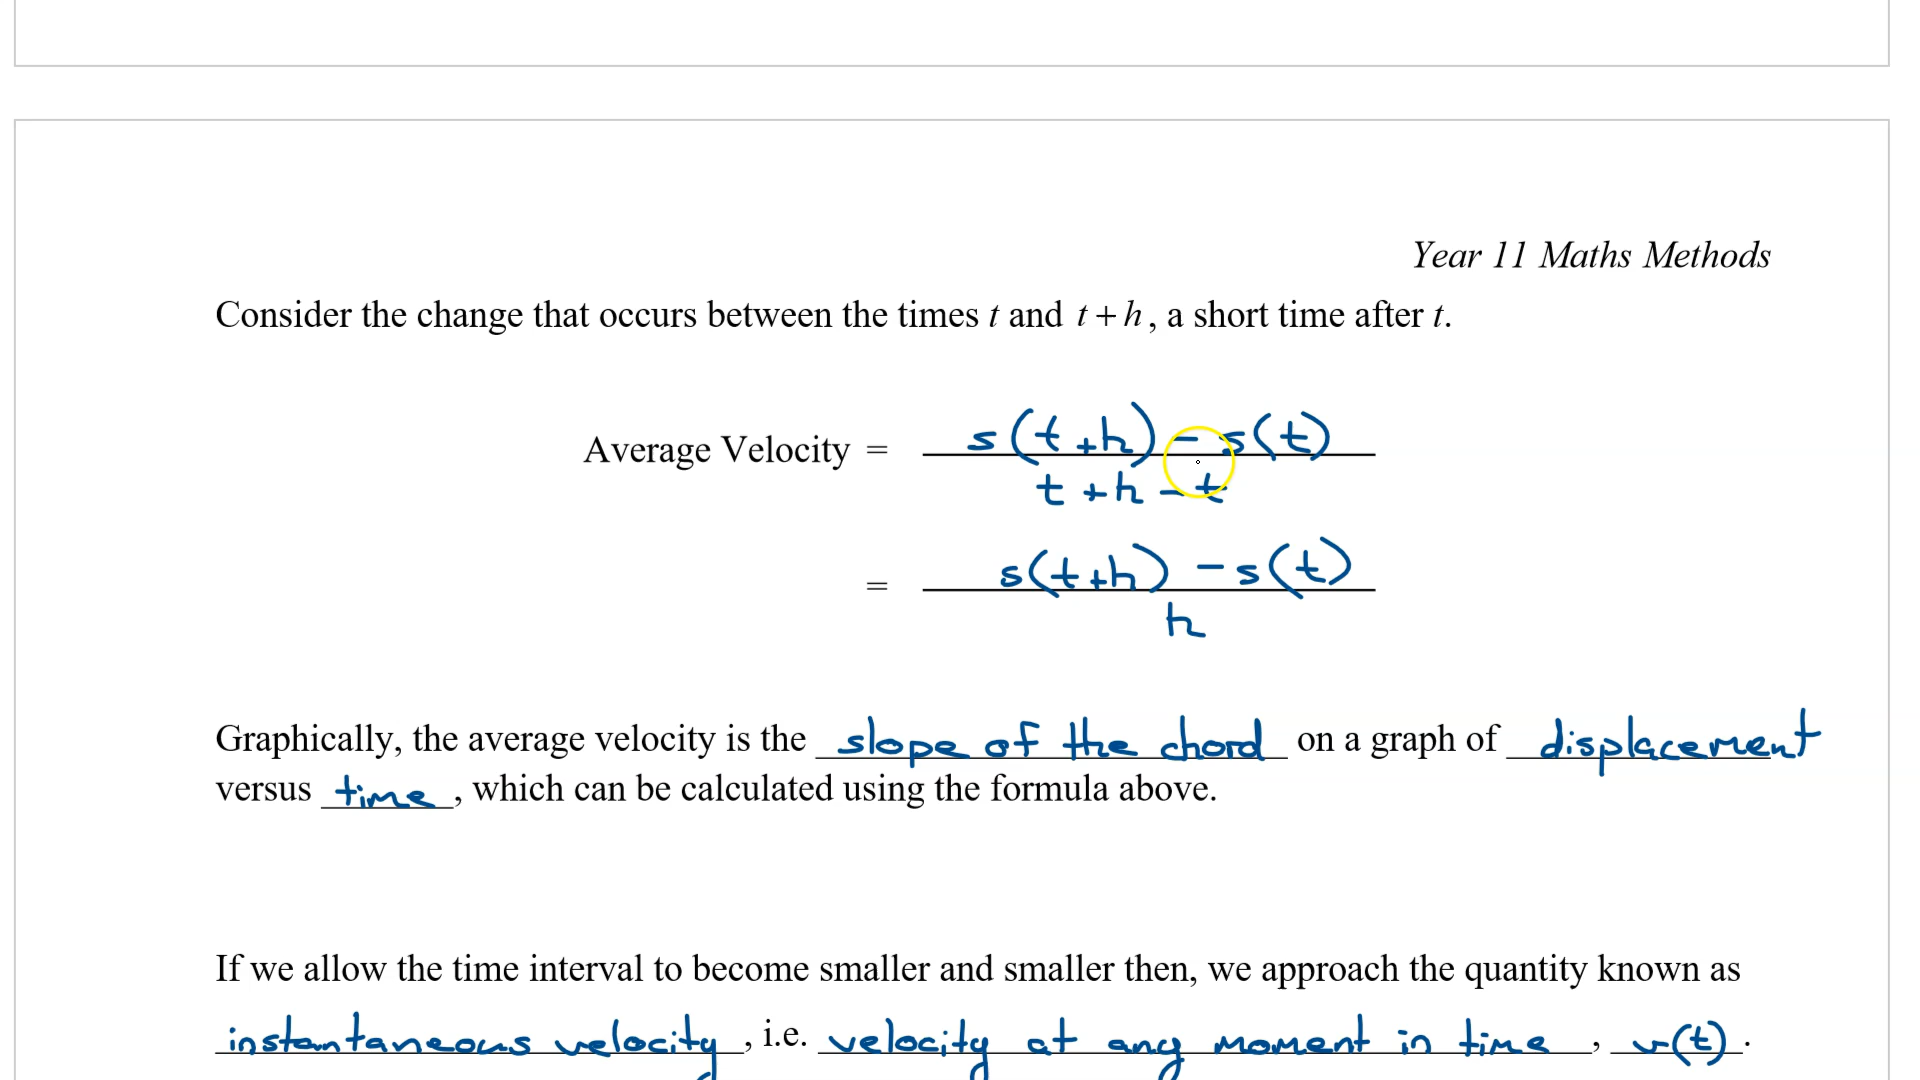 Year 11 Maths Methods
Consider the change that occurs between the times t and t + h, a short time after t.
s(t+h) - s(t)
Average Velocity =
t+h-t
s(t+h) - s(t)
=
h
Graphically, the average velocity is the slope of the chord on a graph of displacement
versus time, which can be calculated using the formula above.
If we allow the time interval to become smaller and smaller then, we approach the quantity known as
instantaneous velocity, i.e. velocity at any moment in time, v(t).